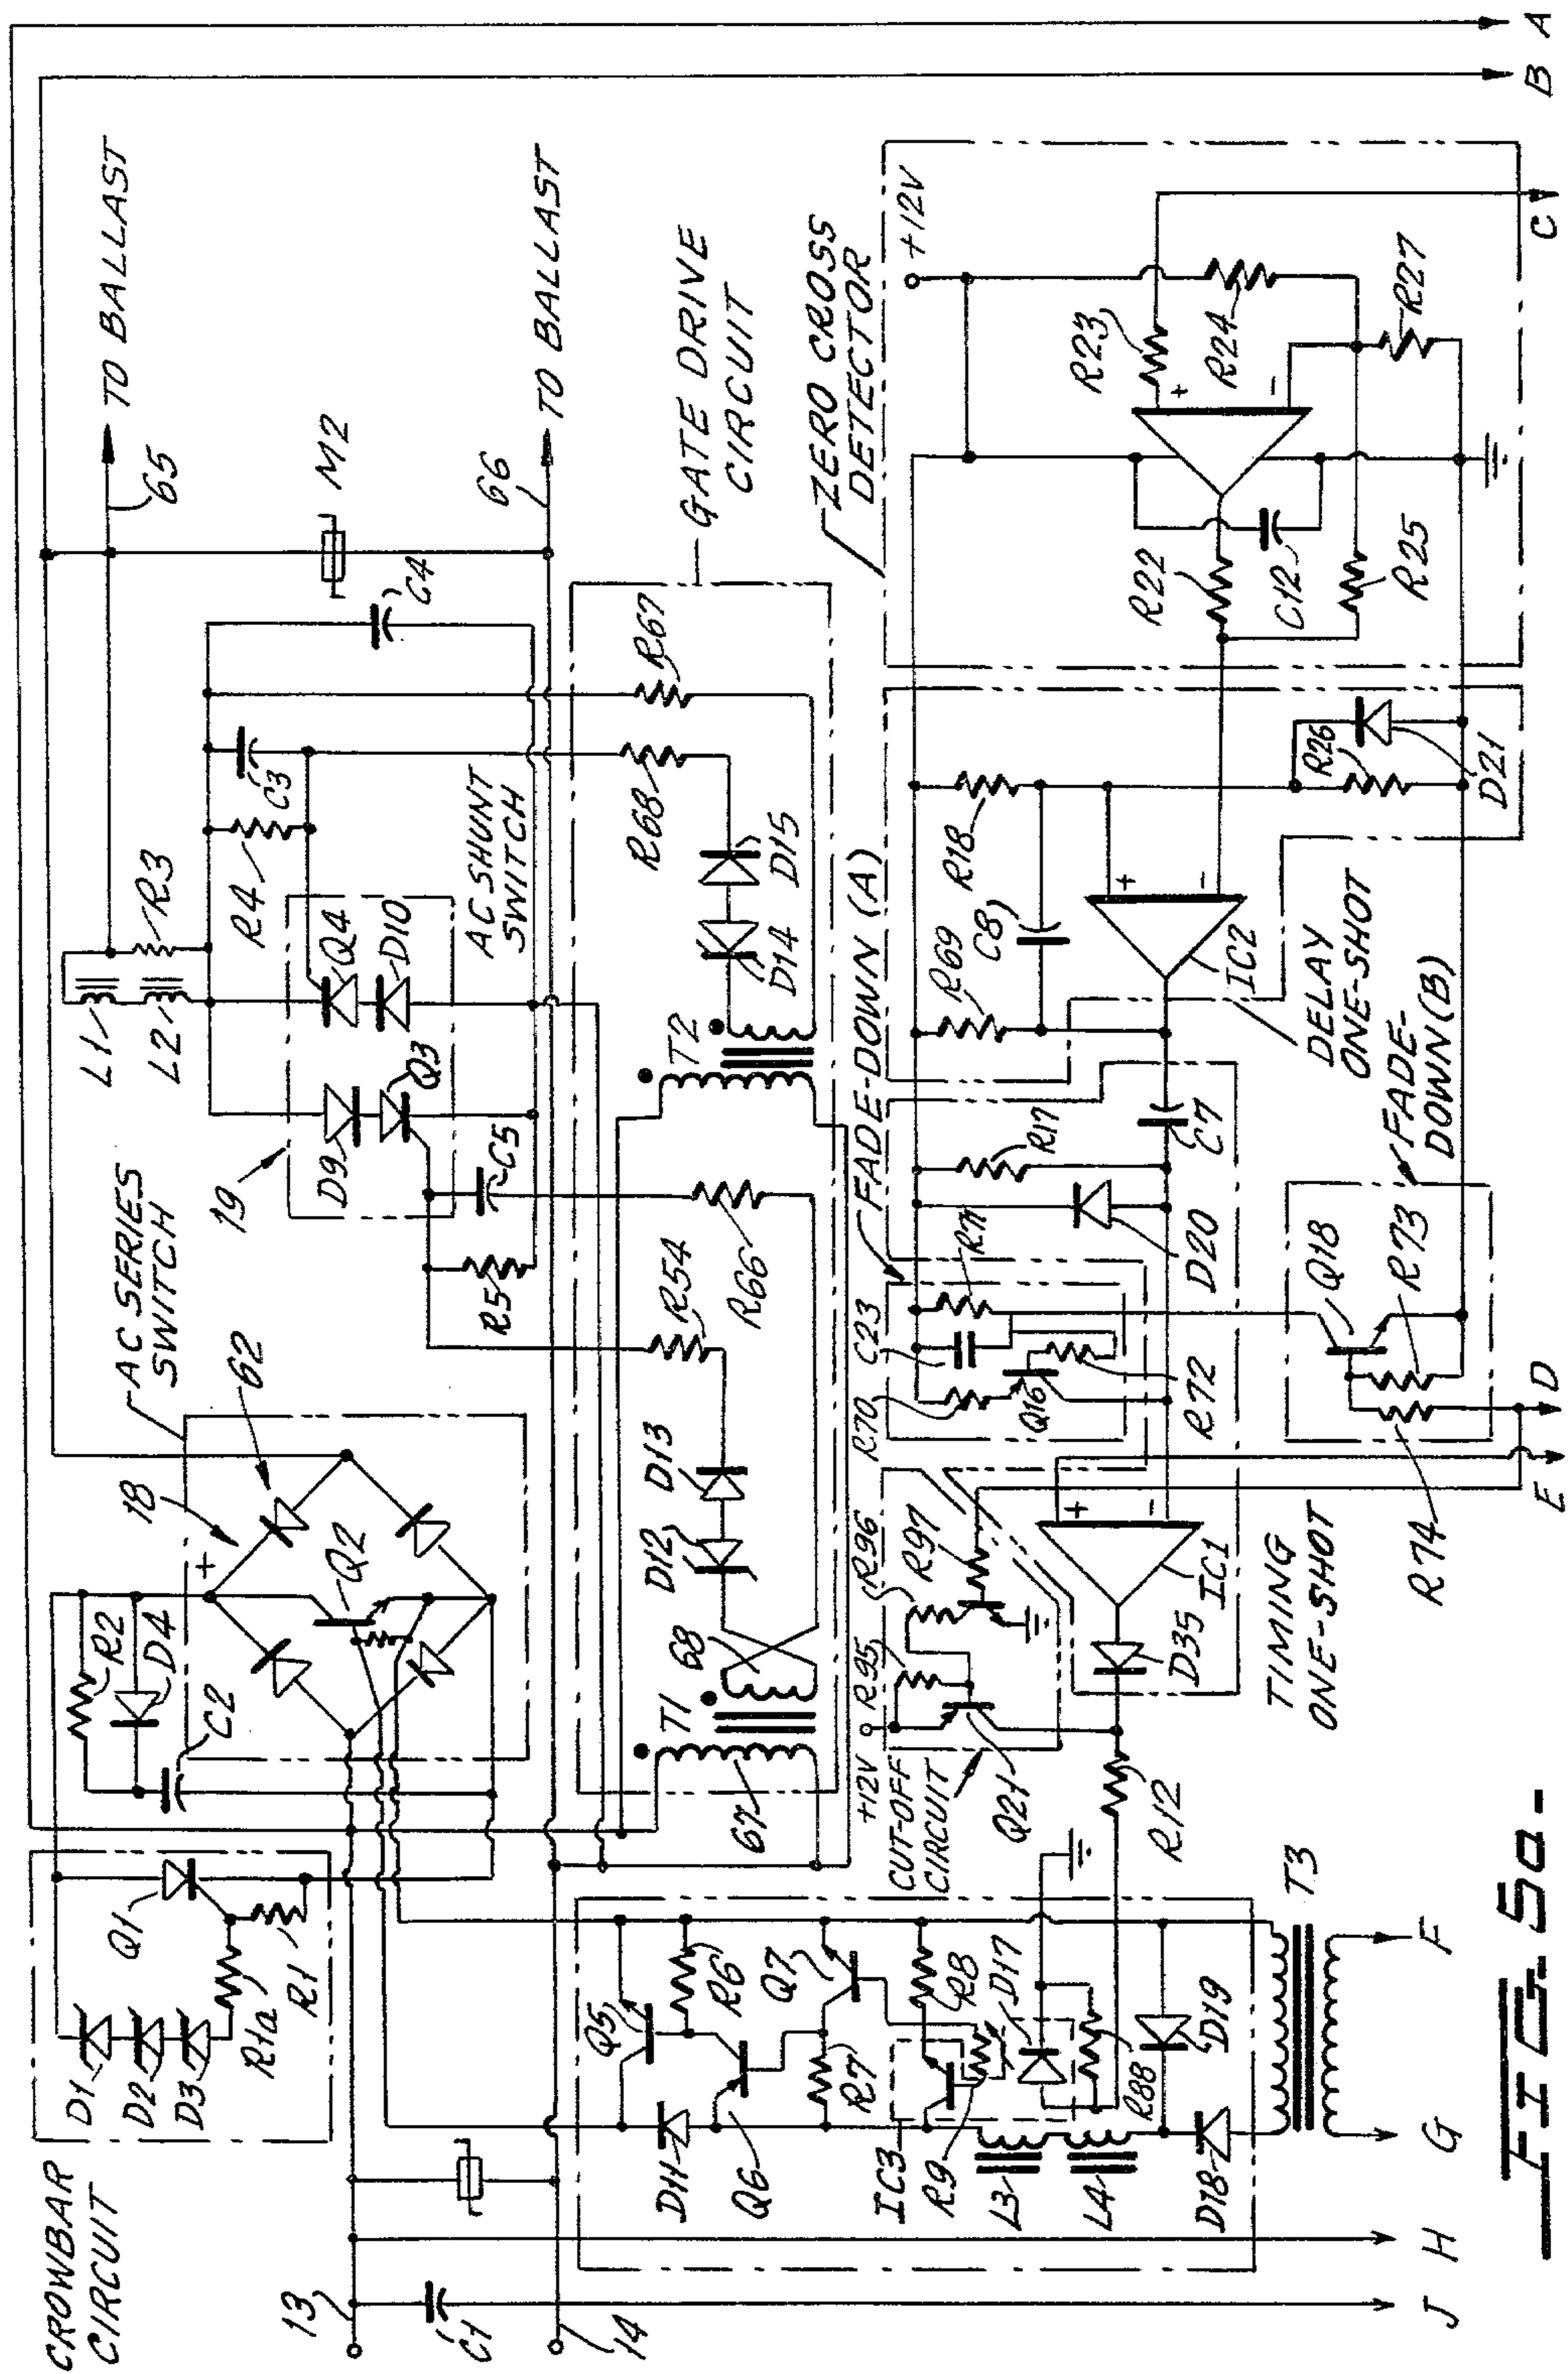 CROWBAR
CIRCUIT
D1
D2
D3
Q1
R1a
R1
R2
D4
C2
18
62
+
Q2
AC SERIES
SWITCH
19
L1
L2
R3
R4
C3
D9
Q3
Q4
D10
AC SHUNT
SWITCH
C4
M2
65
TO BALLAST
66
TO BALLAST
13
C1
14
R5
C5
T1
67
68
D12
D13
R54
R66
T2
D14
D15
R68
R67
GATE DRIVE
CIRCUIT
Q5
R6
D11
Q6
Q7
R7
IC3
R9
R8
D17
L3
L4
R88
D18
D19
T3
+12V
CUT-OFF
CIRCUIT
R95
R96
R97
Q21
R12
D35
IC1
+
-
TIMING
ONE-SHOT
R70
C23
R71
Q16
R72
FADE-DOWN (A)
D20
R17
C7
R69
C8
R18
+
-
IC2
DELAY
ONE-SHOT
FADE-
DOWN(B)
Q18
R73
R74
R26
D21
ZERO CROSS
DETECTOR
+12V
R22
C12
R25
R23
R24
R27
+
-
J
H
G
F
E
D
C
B
A
FIG. 5a-